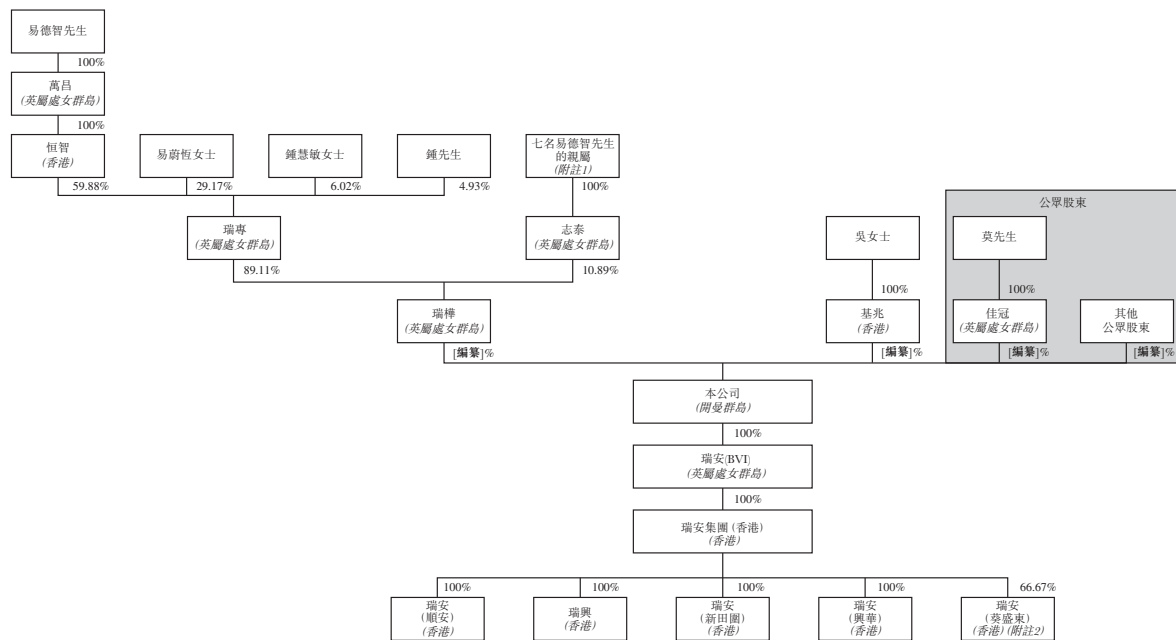 易德智先生
100%
萬昌
(英屬處女群島)
100%
恒智
(香港)
易蔚恆女士
鍾慧敏女士
鍾先生
七名易德智先生
的親屬
(附註1)
59.88%
29.17%
6.02%
4.93%
100%
公眾股東
瑞專
(英屬處女群島)
志泰
(英屬處女群島)
吳女士
莫先生
89.11%
10.89%
100%
100%
瑞樺
(英屬處女群島)
基兆
(香港)
佳冠
(英屬處女群島)
其他
公眾股東
[編纂]%
[編纂]%
[編纂]%
[編纂]%
本公司
(開曼群島)
100%
瑞安(BVI)
(英屬處女群島)
100%
瑞安集團 (香港)
(香港)
100%
100%
100%
100%
66.67%
瑞安
(順安)
(香港)
瑞興
(香港)
瑞安
(新田圍)
(香港)
瑞安
(興華)
(香港)
瑞安
(葵盛東)
(香港) (附註2)